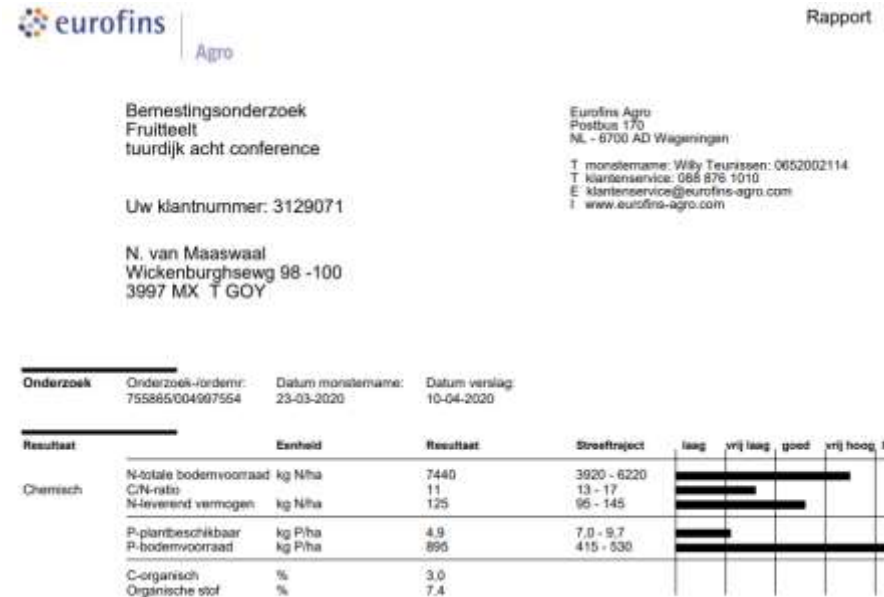 eurofins
Agro
Rapport
Bemestingsonderzoek
Fruitteelt
tuurdijk acht conference
Uw klantnummer: 3129071
N. van Maaswaal
Wickenburghsewg 98 -100
3997 MX T GOY
Eurofins Agro
Postbus 170
NL - 6700 AD Wageningen
T monstername: Willy Teunissen: 0652002114
T klantenservice: 088 876 1010
E klantenservice@eurofins-agro.com
I www.eurofins-agro.com
Onderzoek Onderzoek-/ordernr: Datum monstername: Datum verslag:
755865/004997554 23-03-2020 10-04-2020
Resultaat Eenheid Resultaat Streeftraject laag vrij laag goed vrij hoog
N-totale bodemvoorraad kg N/ha 7440 3920 - 6220
Chemisch C/N-ratio 11 13 - 17
N-leverend vermogen kg N/ha 125 95 - 145
P-plantbeschikbaar kg P/ha 4,9 7,0 - 9,7
P-bodemvoorraad kg P/ha 895 415 - 530
C-organisch % 3,0
Organische stof % 7,4